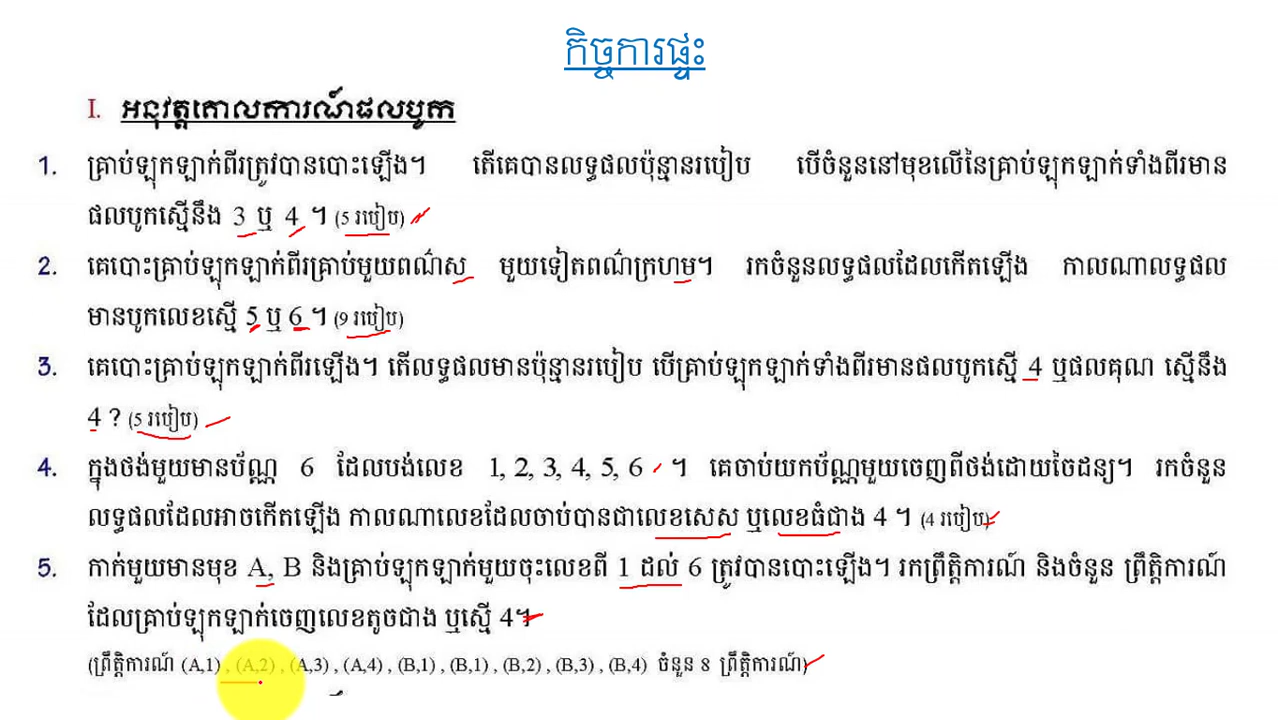 កិច្ចការផ្ទះ
I. អនុវត្តគោលការណ៍ផលបូក
1. គ្រាប់ឡុកឡាក់ពីរត្រូវបានបោះឡើង។ តើគេបានលទ្ធផលប៉ុន្មានរបៀប បើចំនួននៅមុខលើនៃគ្រាប់ឡុកឡាក់ទាំងពីរមាន
ផលបូកស្មើនឹង 3 ឬ 4 ។ (5 របៀប)
2. គេបោះគ្រាប់ឡុកឡាក់ពីរគ្រាប់មួយពណ៌ស មួយទៀតពណ៌ក្រហម។ រកចំនួនលទ្ធផលដែលកើតឡើង កាលណាលទ្ធផល
មានបូកលេខស្មើ 5 ឬ 6 ។ (9 របៀប)
3. គេបោះគ្រាប់ឡុកឡាក់ពីរឡើង។ តើលទ្ធផលមានប៉ុន្មានរបៀប បើគ្រាប់ឡុកឡាក់ទាំងពីរមានផលបូកស្មើ 4 ឬផលគុណ ស្មើនឹង
4 ? (5 របៀប)
4. ក្នុងថង់មួយមានប័ណ្ណ 6 ដែលបង់លេខ 1, 2, 3, 4, 5, 6 ។ គេចាប់យកប័ណ្ណមួយចេញពីថង់ដោយចៃដន្យ។ រកចំនួន
លទ្ធផលដែលអាចកើតឡើង កាលណាលេខដែលចាប់បានជាលេខសេស ឬលេខធំជាង 4 ។ (4 របៀប)
5. កាក់មួយមានមុខ A, B និងគ្រាប់ឡុកឡាក់មួយចុះលេខពី 1 ដល់ 6 ត្រូវបានបោះឡើង។ រកព្រឹត្តិការណ៍ និងចំនួន ព្រឹត្តិការណ៍
ដែលគ្រាប់ឡុកឡាក់ចេញលេខតូចជាង ឬស្មើ 4។
(ព្រឹត្តិការណ៍ (A,1) , (A,2) , (A,3) , (A,4) , (B,1) , (B,1) , (B,2) , (B,3) , (B,4) ចំនួន 8 ព្រឹត្តិការណ៍)